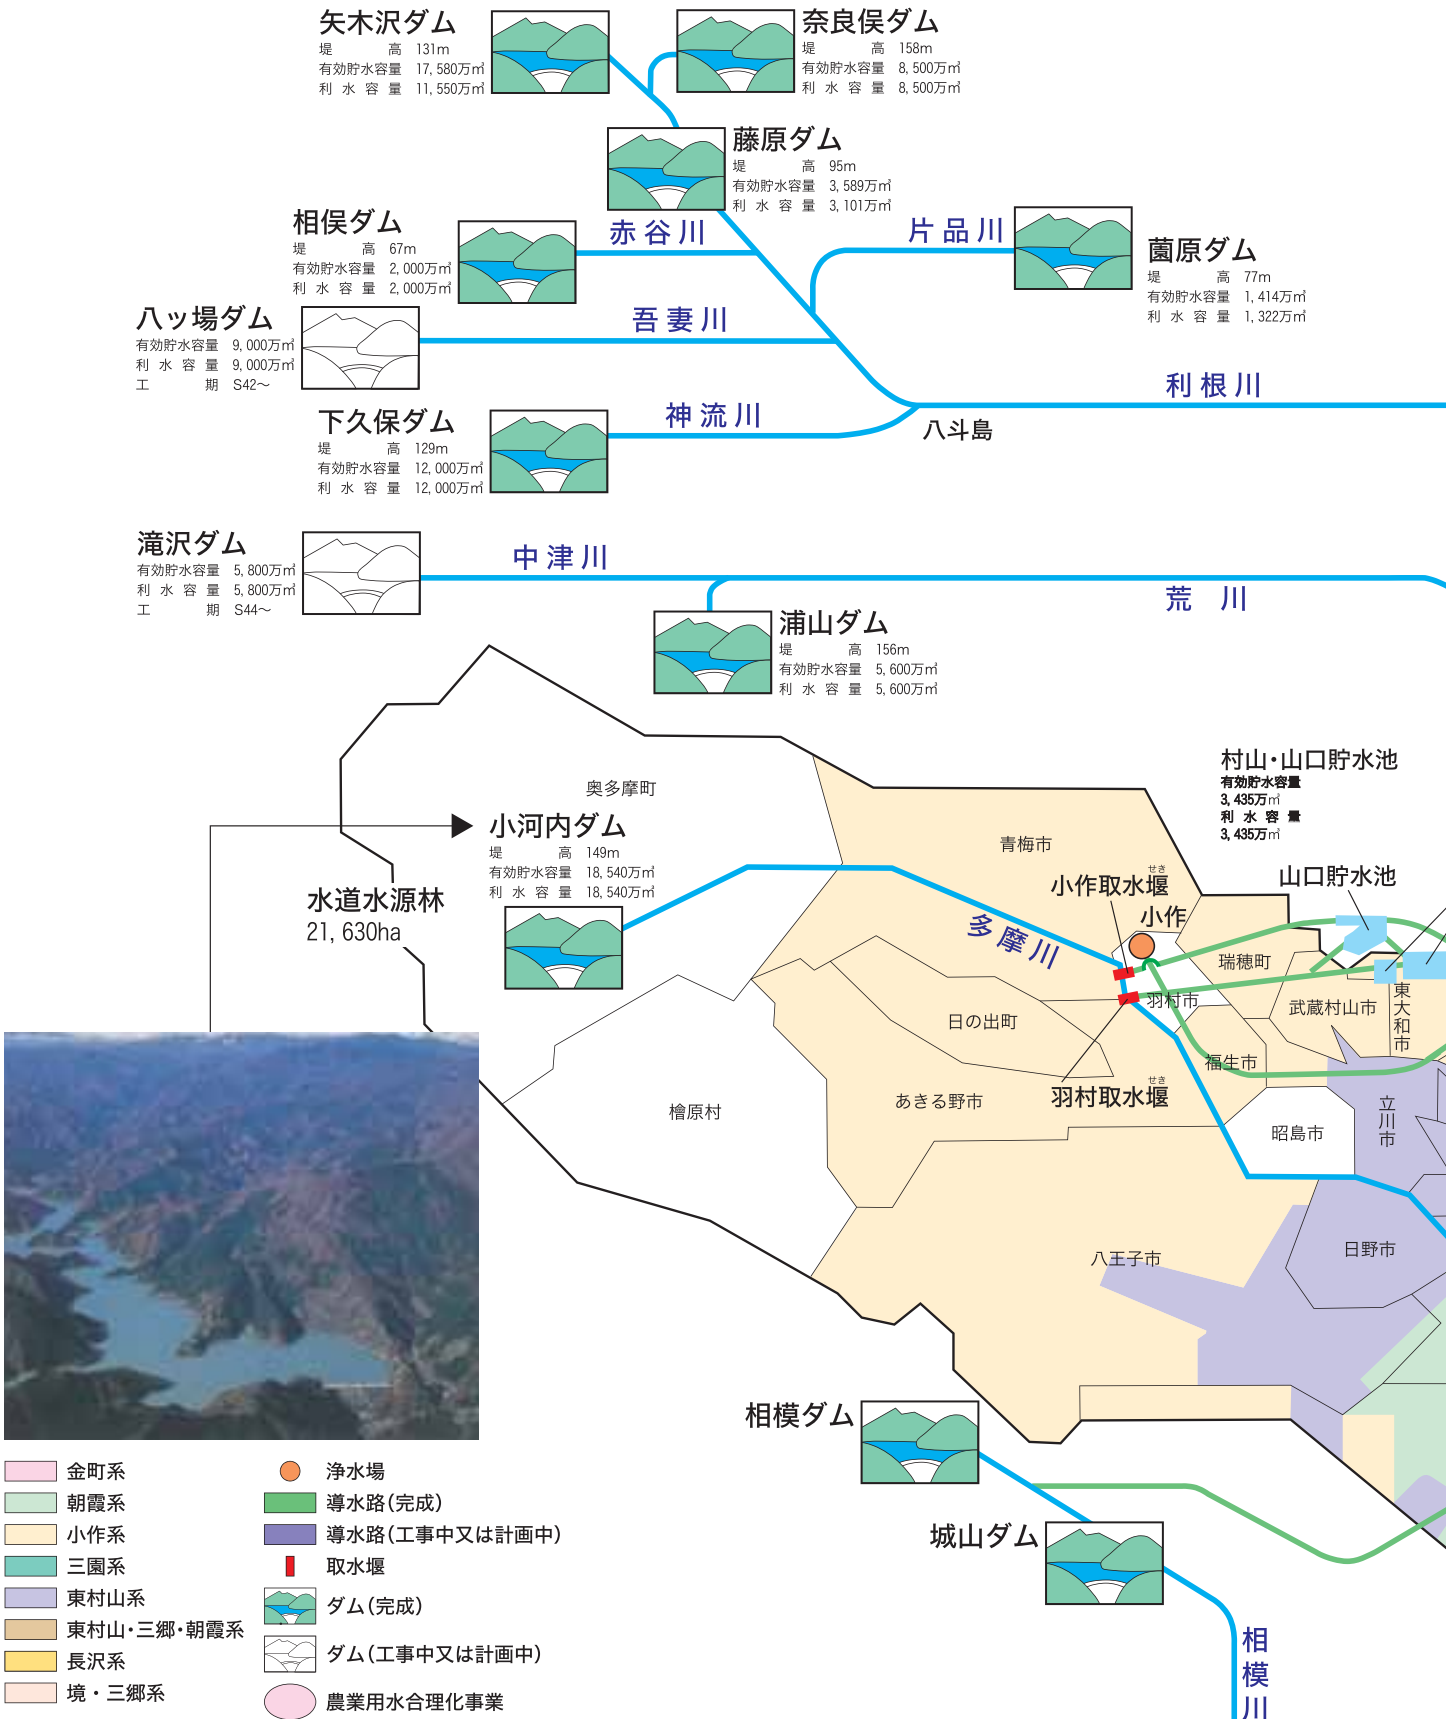 矢木沢ダム
堤高 131m
有効貯水容量 17,580万㎥
利水容量 11,550万㎥
奈良俣ダム
堤高 158m
有効貯水容量 8,500万㎥
利水容量 8,500万㎥
藤原ダム
堤高 95m
有効貯水容量 3,589万㎥
利水容量 3,101万㎥
相俣ダム
堤高 67m
有効貯水容量 2,000万㎥
利水容量 2,000万㎥
赤谷川
片品川
薗原ダム
堤高 77m
有効貯水容量 1,414万㎥
利水容量 1,322万㎥
八ッ場ダム
有効貯水容量 9,000万㎥
利水容量 9,000万㎥
工期 S42〜
吾妻川
利根川
下久保ダム
堤高 129m
有効貯水容量 12,000万㎥
利水容量 12,000万㎥
神流川
八斗島
滝沢ダム
有効貯水容量 5,800万㎥
利水容量 5,800万㎥
工期 S44〜
中津川
荒川
浦山ダム
堤高 156m
有効貯水容量 5,600万㎥
利水容量 5,600万㎥
村山・山口貯水池
有効貯水容量
3,435万㎥
利水容量
3,435万㎥
奥多摩町
小河内ダム
堤高 149m
有効貯水容量 18,540万㎥
利水容量 18,540万㎥
水道水源林
21,630ha
青梅市
せき
小作取水堰
小作
山口貯水池
多摩川
瑞穂町
羽村市
武蔵村山市
東大和市
日の出町
福生市
せき
羽村取水堰
あきる野市
檜原村
昭島市
立川市
八王子市
日野市
相模ダム
城山ダム
相模川
金町系
朝霞系
小作系
三園系
東村山系
東村山・三郷・朝霞系
長沢系
境・三郷系
浄水場
導水路(完成)
導水路(工事中又は計画中)
取水堰
ダム(完成)
ダム(工事中又は計画中)
農業用水合理化事業